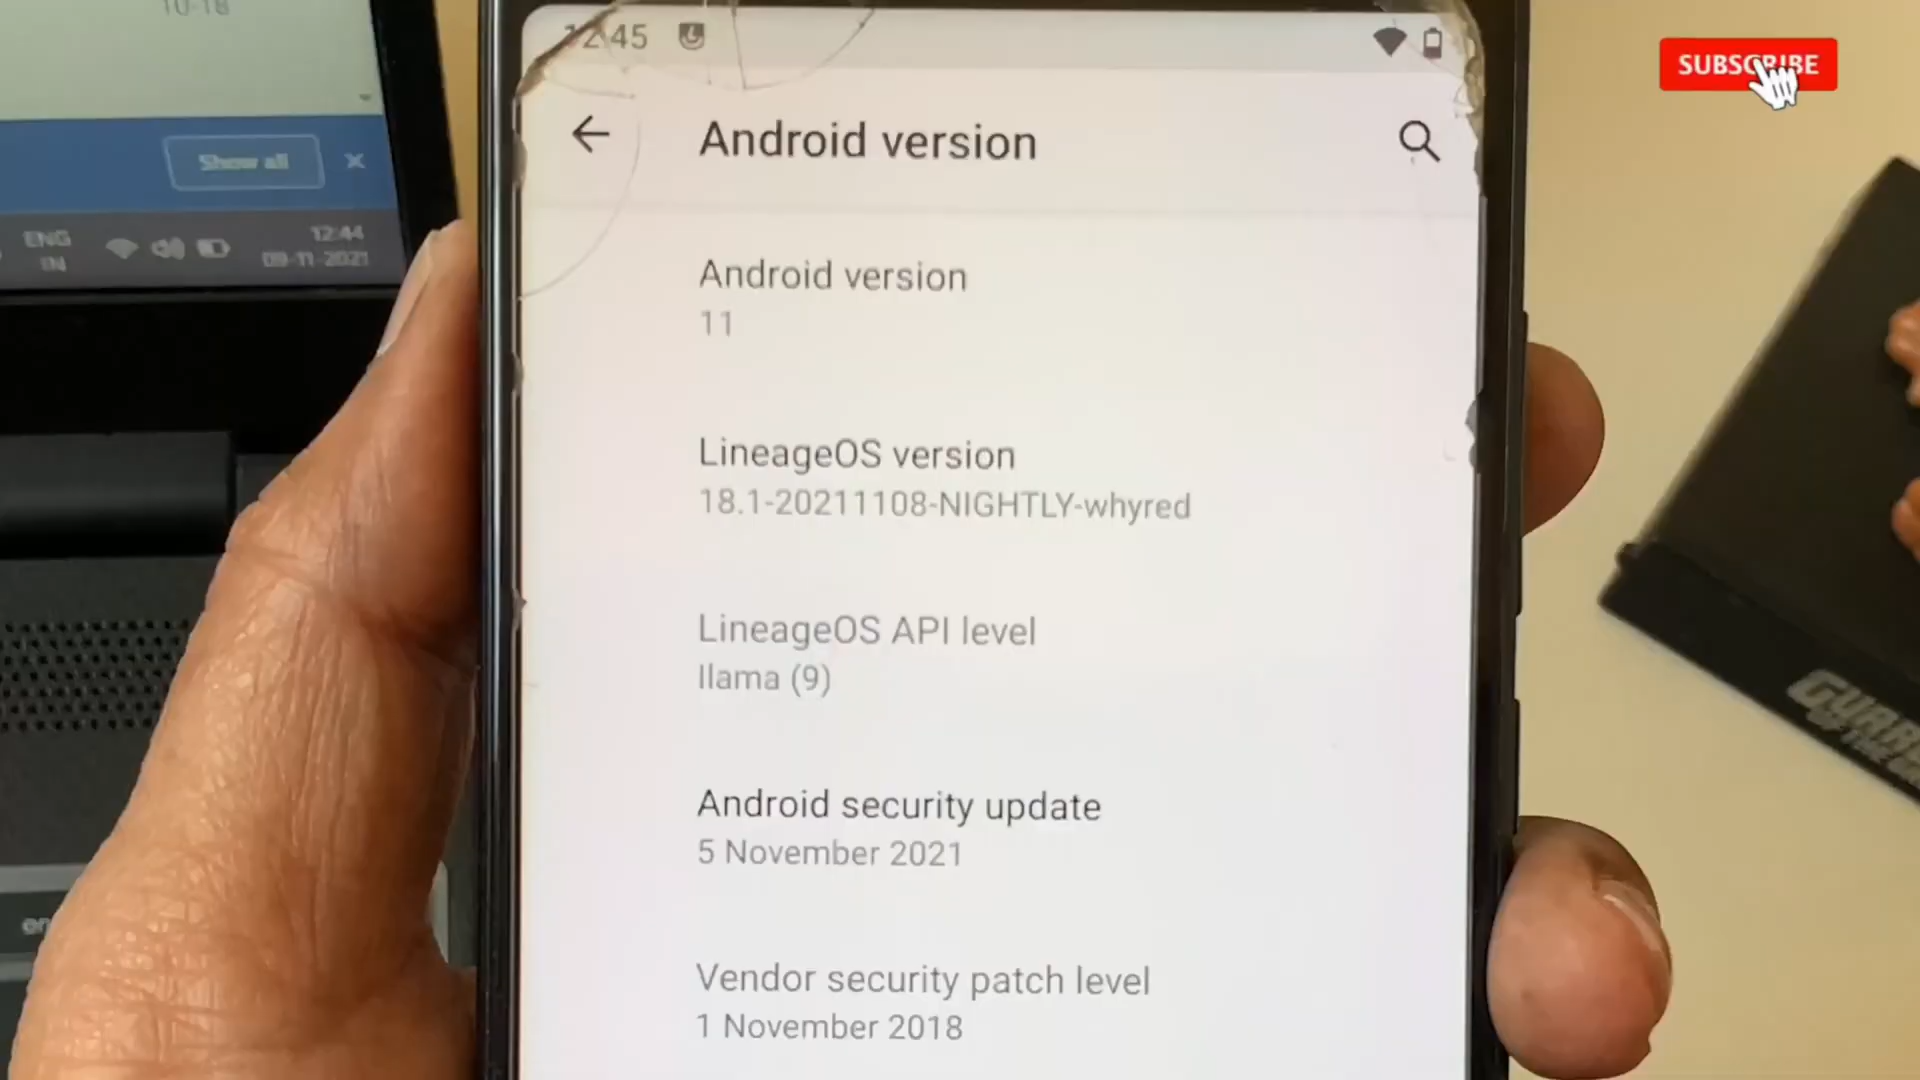 10-18
Show all
ENG
IN
12:44
09-11-2021
12:45
Android version
Android version
11
LineageOS version
18.1-20211108-NIGHTLY-whyred
LineageOS API level
llama (9)
Android security update
5 November 2021
Vendor security patch level
1 November 2018
SUBSCRIBE